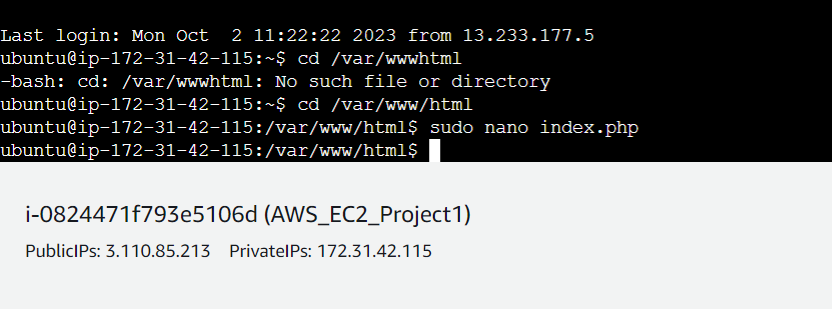 Last login: Mon Oct  2 11:22:22 2023 from 13.233.177.5
ubuntu@ip-172-31-42-115:~$ cd /var/wwwhtml
-bash: cd: /var/wwwhtml: No such file or directory
ubuntu@ip-172-31-42-115:~$ cd /var/www/html
ubuntu@ip-172-31-42-115:/var/www/html$ sudo nano index.php
ubuntu@ip-172-31-42-115:/var/www/html$
i-0824471f793e5106d (AWS_EC2_Project1)
PublicIPs: 3.110.85.213 PrivateIPs: 172.31.42.115